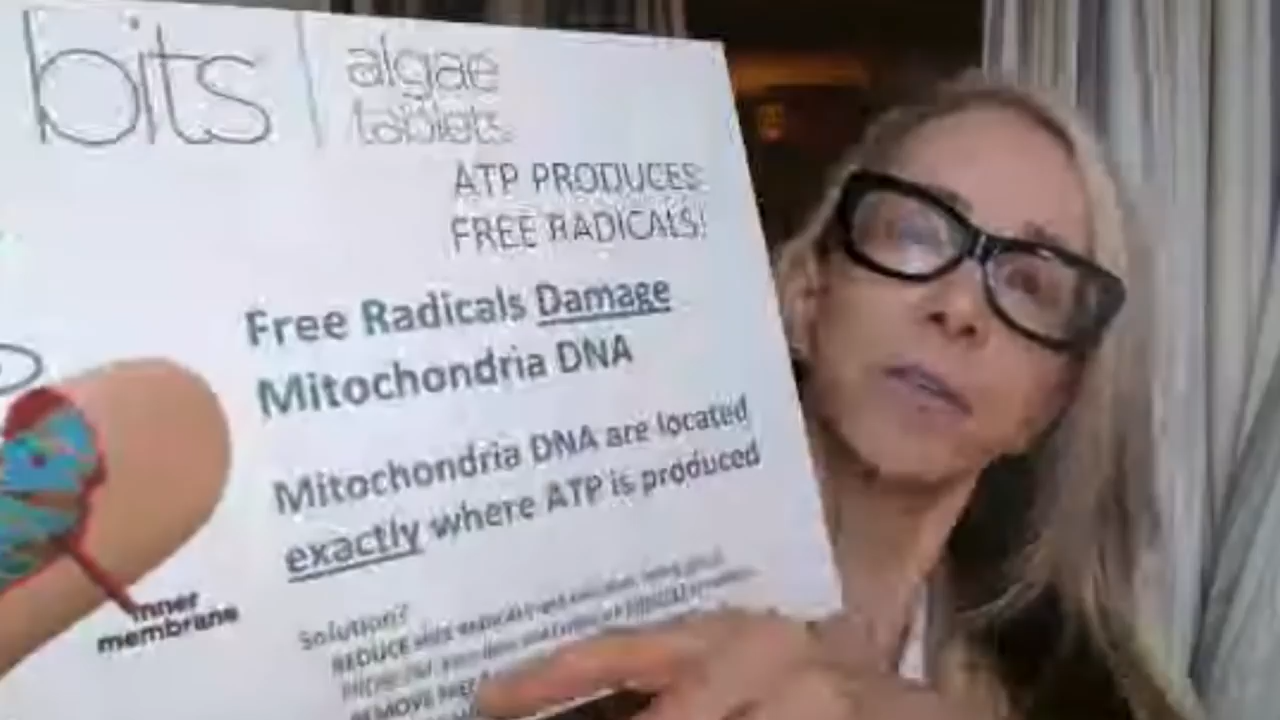 bits algae
tablets
ATP PRODUCES
FREE RADICALS!
Free Radicals Damage
Mitochondria DNA
Mitochondria DNA are located
exactly where ATP is produced
inner
membrane
Solution?
REDUCE
REMOVE